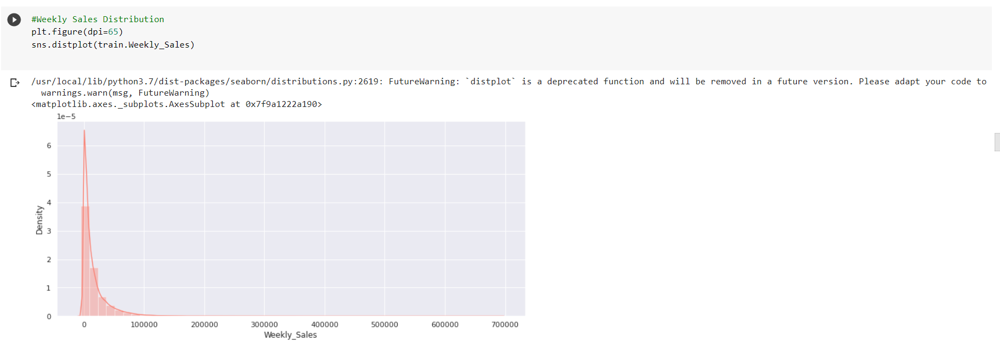 #Weekly Sales Distribution
plt.figure(dpi=65)
sns.distplot(train.Weekly_Sales)
/usr/local/lib/python3.7/dist-packages/seaborn/distributions.py:2619: FutureWarning: `distplot` is a deprecated function and will be removed in a future version. Please adapt your code to
warnings.warn(msg, FutureWarning)
<matplotlib.axes._subplots.AxesSubplot at 0x7f9a1222a190>
1e−5
6
5
4
3
2
1
0
Density
0 100000 200000 300000 400000 500000 600000 700000
Weekly_Sales